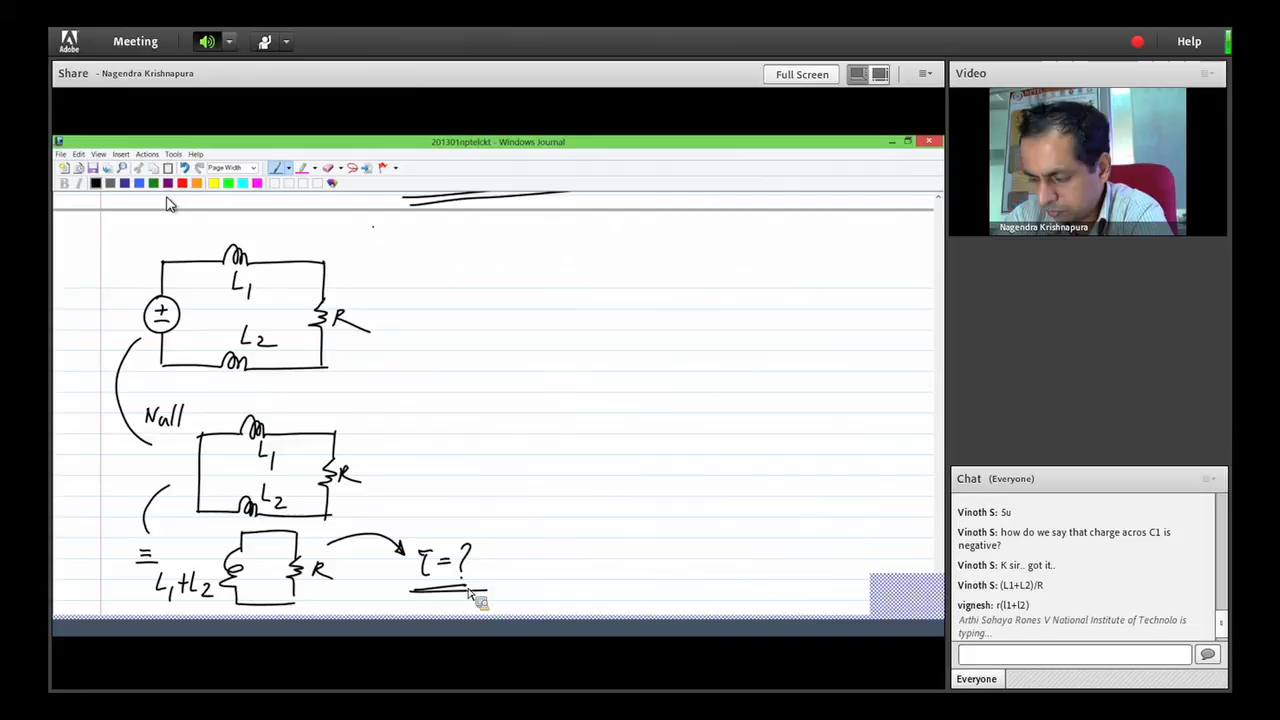 Adobe
Meeting
Help
Share - Nagendra Krishnapura
Full Screen
Video
201301nptelckt - Windows Journal
File Edit View Insert Actions Tools Help
Page Width
B I
Nagendra Krishnapura
L1
± R
L2
Null
L1
R
L2
≡
L1+L2 R τ=?
Chat (Everyone)
Vinoth S: 5u
Vinoth S: how do we say that charge acros C1 is
negative?
Vinoth S: K sir.. got it..
Vinoth S: (L1+L2)/R
vignesh: r(l1+l2)
Arthi Sahaya Rones V National Institute of Technolo is
typing...
Everyone